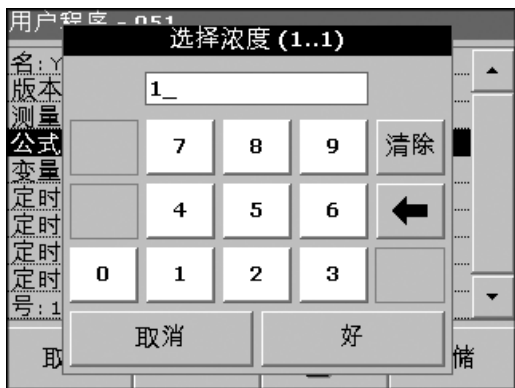 用户程序 - 051
选择浓度 (1..1)
名: Y
版本
测量
公式
变量
定时
定时
定时
定时
号: 1
1_
7 8 9 清除
4 5 6
0 1 2 3
取消 好
取
储